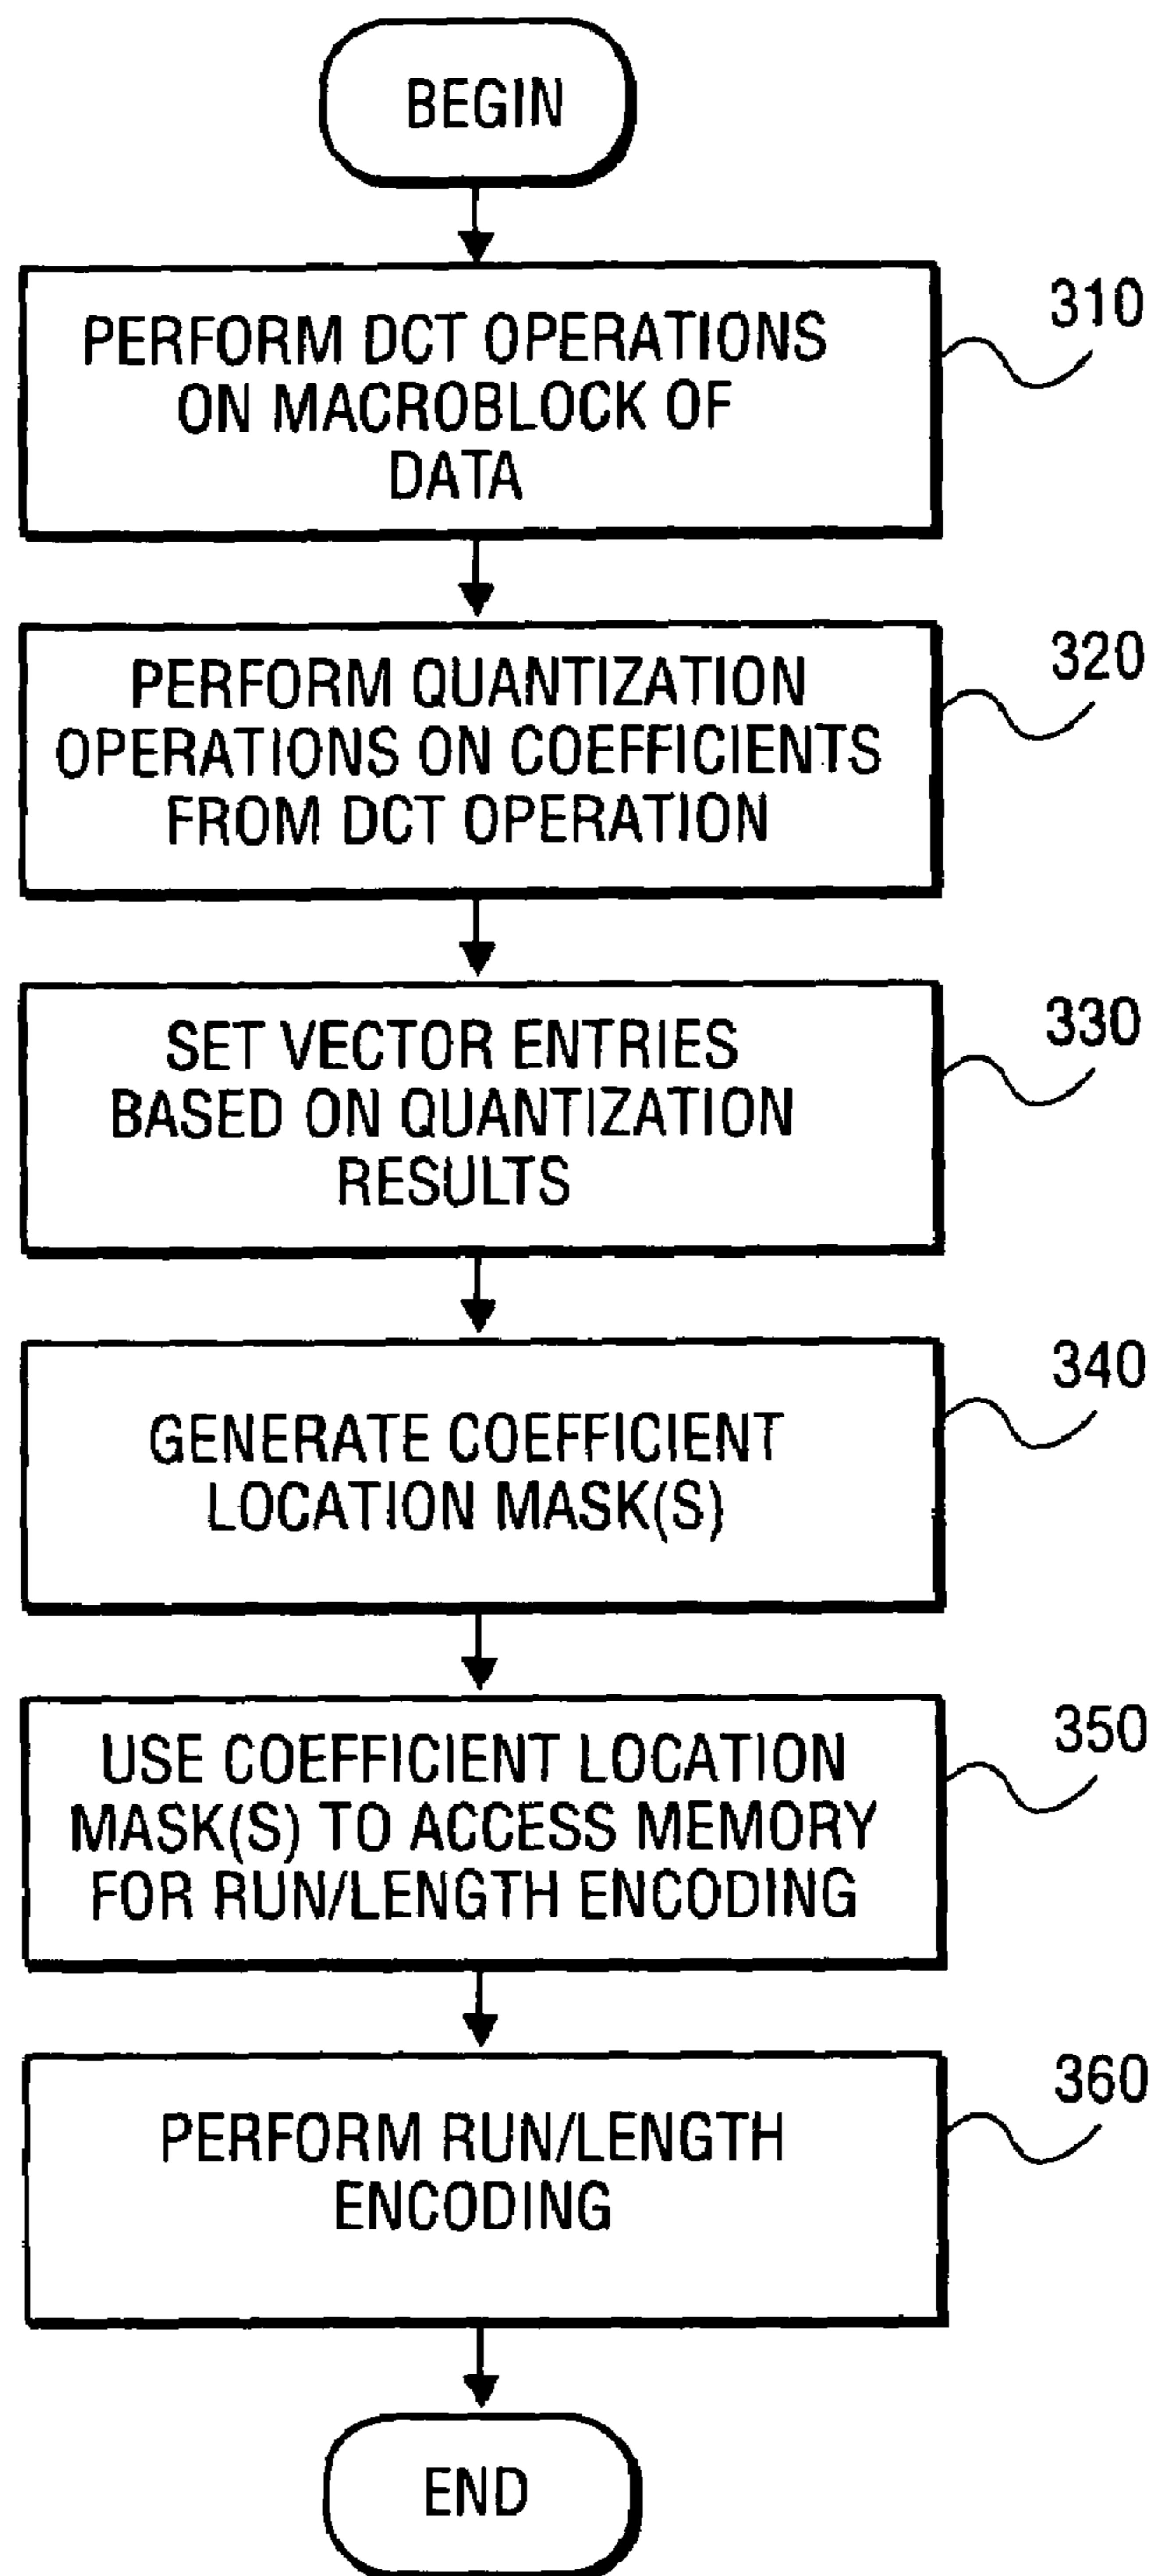 BEGIN
PERFORM DCT OPERATIONS
ON MACROBLOCK OF
DATA
310
PERFORM QUANTIZATION
OPERATIONS ON COEFFICIENTS
FROM DCT OPERATION
320
SET VECTOR ENTRIES
BASED ON QUANTIZATION
RESULTS
330
GENERATE COEFFICIENT
LOCATION MASK(S)
340
USE COEFFICIENT LOCATION
MASK(S) TO ACCESS MEMORY
FOR RUN/LENGTH ENCODING
350
PERFORM RUN/LENGTH
ENCODING
360
END